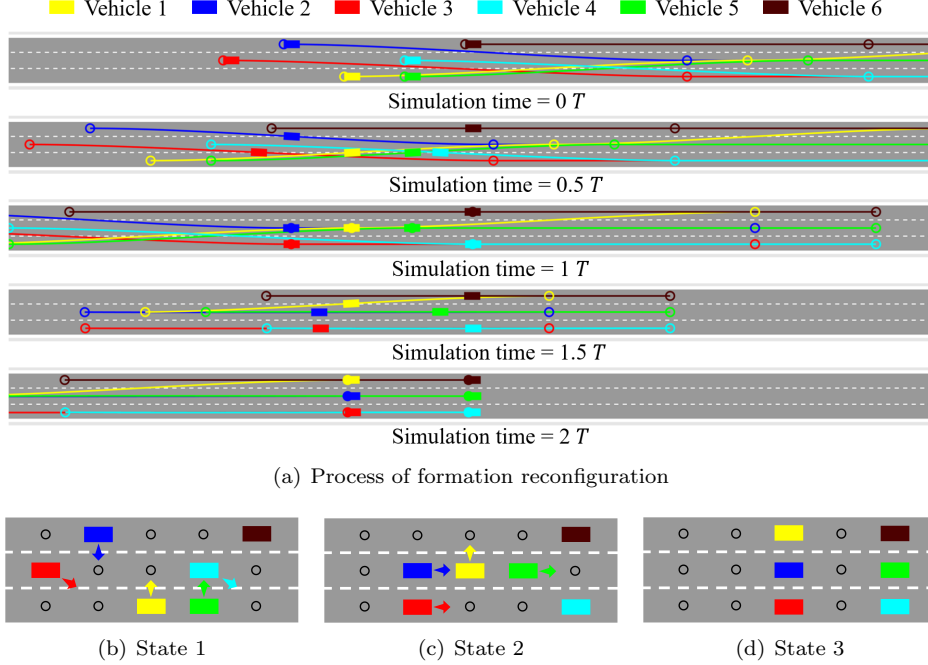 Vehicle 1 Vehicle 2 Vehicle 3 Vehicle 4 Vehicle 5 Vehicle 6
Simulation time = 0 T
Simulation time = 0.5 T
Simulation time = 1 T
Simulation time = 1.5 T
Simulation time = 2 T
(a) Process of formation reconfiguration
(b) State 1 (c) State 2 (d) State 3